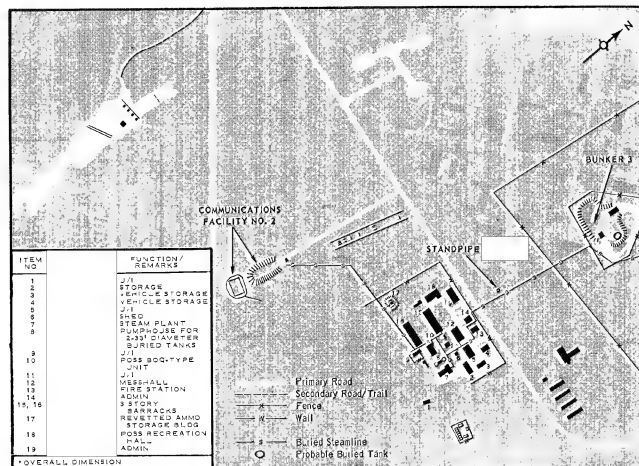 BUNKER 3
COMMUNICATIONS
FACILITY NO. 2
STANDPIPE
ITEM NO
FUNCTION/
REMARKS
1 U/I
2 STORAGE
3 VEHICLE STORAGE
4 VEHICLE STORAGE
5 U/I
6 SHED
7 STEAM PLANT
8 PUMPHOUSE FOR
2-33' DIAMETER
BURIED TANKS
9 U/I
10 POSS BOQ-TYPE
UNIT
11 U/I
12 MESSHALL
13 FIRE STATION
14 ADMIN
15, 16 3 STORY
BARRACKS
17 REVETTED AMMO
STORAGE BLDG
18 POSS RECREATION
HALL
19 ADMIN
*OVERALL DIMENSION
Primary Road
Secondary Road/Trail
Fence
Wall
Buried Steamline
Probable Buried Tank